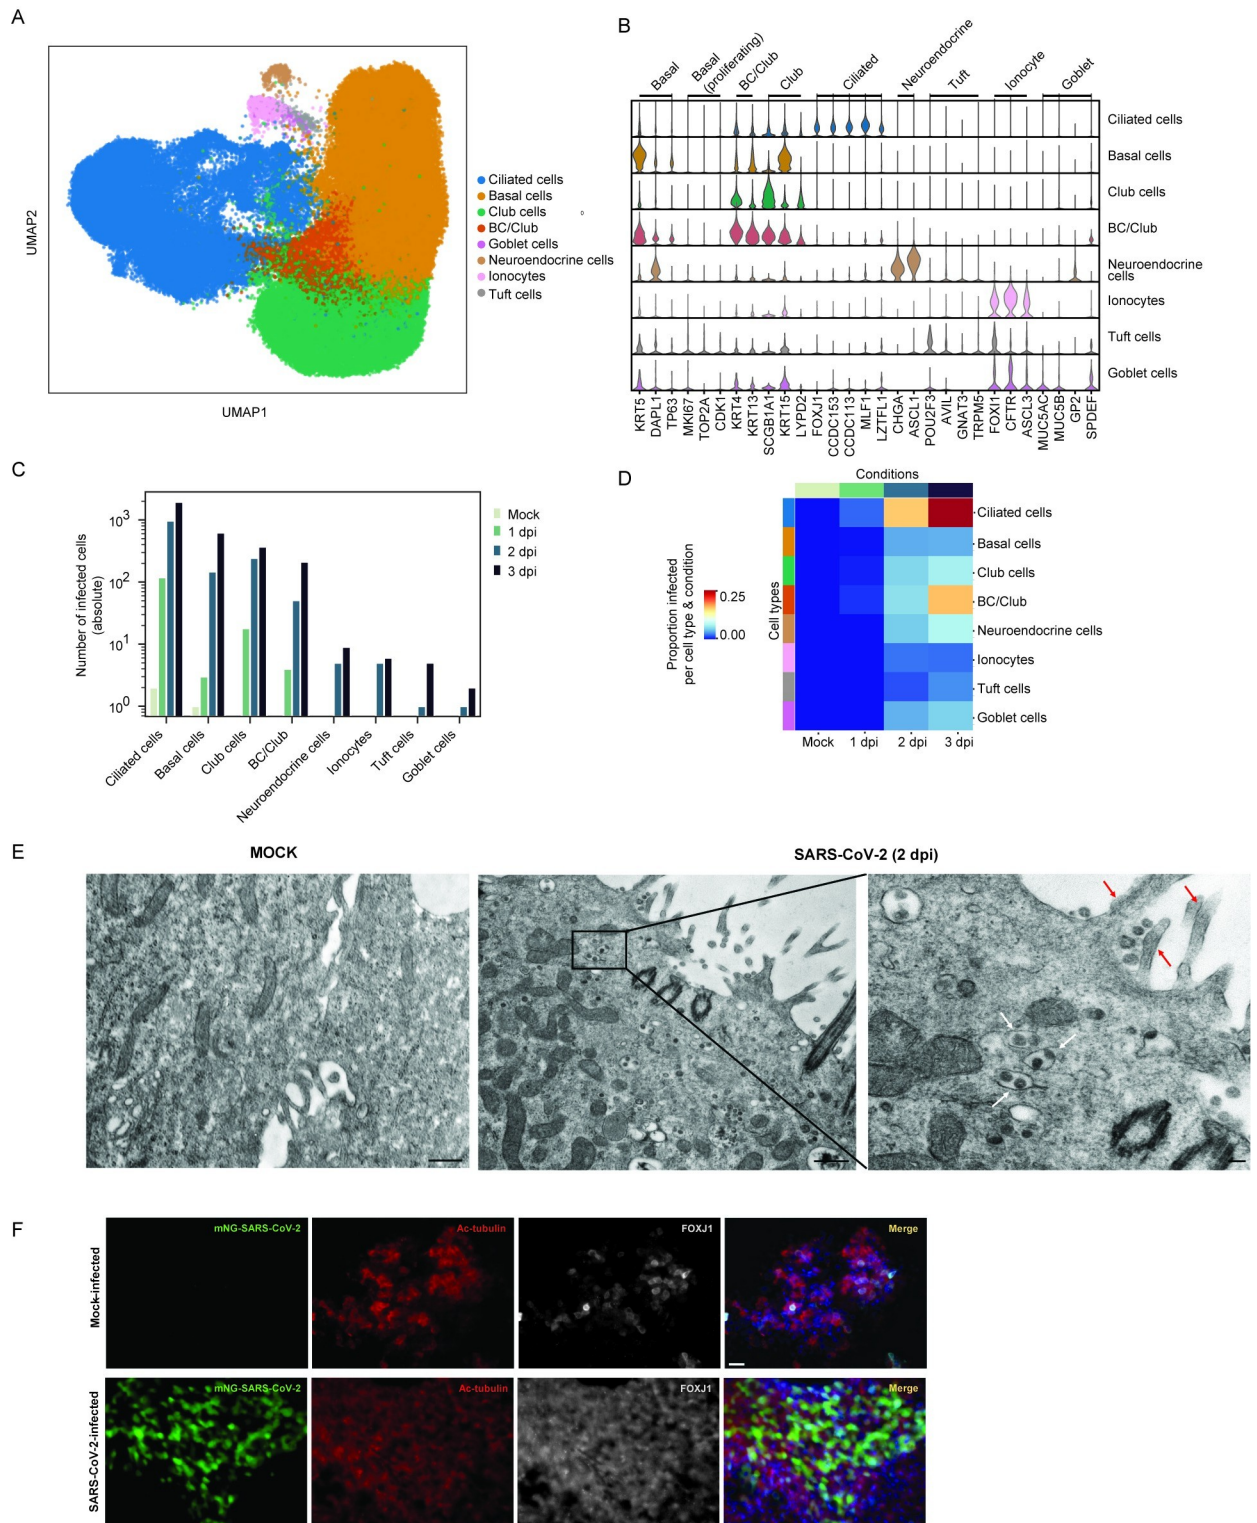 A
UMAP2
UMAP1
Ciliated cells
Basal cells
Club cells
BC/Club
Goblet cells
Neuroendocrine cells
Ionocytes
Tuft cells
B
Basal
Basal (proliferating)
BC/Club
Club
Ciliated
Neuroendocrine
Tuft
Ionocyte
Goblet
Ciliated cells
Basal cells
Club cells
BC/Club
Neuroendocrine
cells
Ionocytes
Tuft cells
Goblet cells
KRT5
DAPL1
TP63
MKI67
TOP2A
CDK1
KRT4
KRT13
SCGB1A1
KRT15
LYPD2
FOXJ1
CCDC153
CCDC113
MLF1
LZTFL1
CHGA
ASCL1
POU2F3
AVIL
GNAT3
TRPM5
FOXI1
CFTR
ASCL3
MUC5AC
MUC5B
GP2
SPDEF
C
Number of infected cells
(absolute)
10³
10²
10¹
10⁰
Mock
1 dpi
2 dpi
3 dpi
Ciliated cells
Basal cells
Club cells
BC/Club
Neuroendocrine cells
Ionocytes
Tuft cells
Goblet cells
D
Conditions
Proportion infected
per cell type & condition
0.25
0.00
Cell types
Ciliated cells
Basal cells
Club cells
BC/Club
Neuroendocrine cells
Ionocytes
Tuft cells
Goblet cells
Mock 1 dpi 2 dpi 3 dpi
E
MOCK
SARS-CoV-2 (2 dpi)
F
Mock-infected
mNG-SARS-CoV-2
Ac-tubulin
FOXJ1
Merge
SARS-CoV-2-infected
mNG-SARS-CoV-2
Ac-tubulin
FOXJ1
Merge